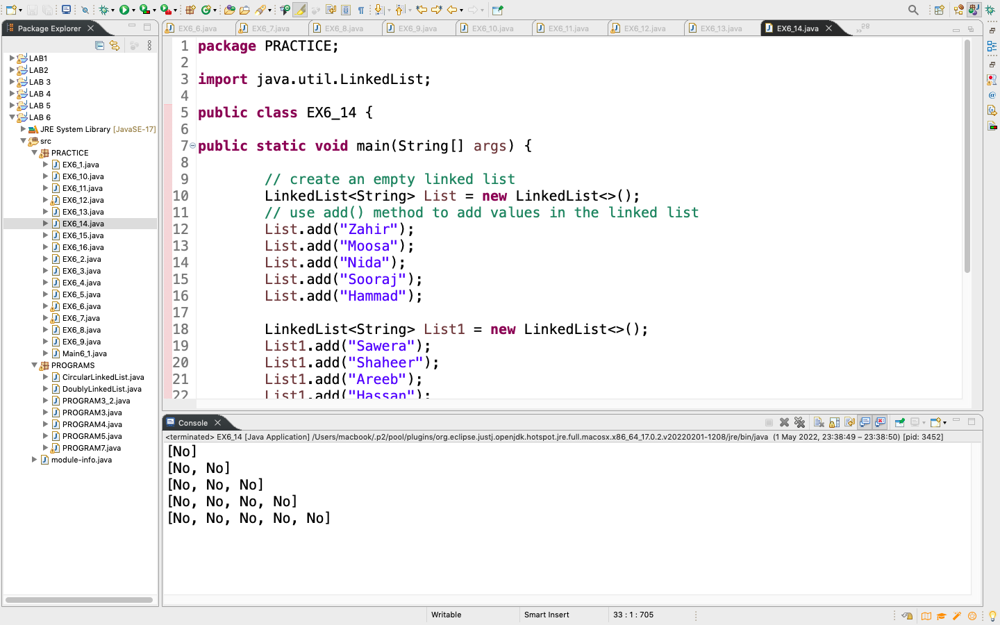 Package Explorer
EX6_6.java
EX6_7.java
EX6_8.java
EX6_9.java
EX6_10.java
EX6_11.java
EX6_12.java
EX6_13.java
EX6_14.java
»28
LAB1
LAB2
LAB 3
LAB 4
LAB 5
LAB 6
JRE System Library [JavaSE-17]
src
PRACTICE
EX6_1.java
EX6_10.java
EX6_11.java
EX6_12.java
EX6_13.java
EX6_14.java
EX6_15.java
EX6_16.java
EX6_2.java
EX6_3.java
EX6_4.java
EX6_5.java
EX6_6.java
EX6_7.java
EX6_8.java
EX6_9.java
Main6_1.java
PROGRAMS
CircularLinkedList.java
DoublyLinkedList.java
PROGRAM3_2.java
PROGRAM3.java
PROGRAM4.java
PROGRAM5.java
PROGRAM7.java
module-info.java
1 package PRACTICE;
2
3 import java.util.LinkedList;
4
5 public class EX6_14 {
6
7 public static void main(String[] args) {
8
9 // create an empty linked list
10 LinkedList<String> List = new LinkedList<>();
11 // use add() method to add values in the linked list
12 List.add("Zahir");
13 List.add("Moosa");
14 List.add("Nida");
15 List.add("Sooraj");
16 List.add("Hammad");
17
18 LinkedList<String> List1 = new LinkedList<>();
19 List1.add("Sawera");
20 List1.add("Shaheer");
21 List1.add("Areeb");
22 List1.add("Hassan");
Console
<terminated> EX6_14 [Java Application] /Users/macbook/.p2/pool/plugins/org.eclipse.justj.openjdk.hotspot.jre.full.macosx.x86_64_17.0.2.v20220201-1208/jre/bin/java (1 May 2022, 23:38:49 – 23:38:50) [pid: 3452]
[No]
[No, No]
[No, No, No]
[No, No, No, No]
[No, No, No, No, No]
Writable
Smart Insert
33 : 1 : 705